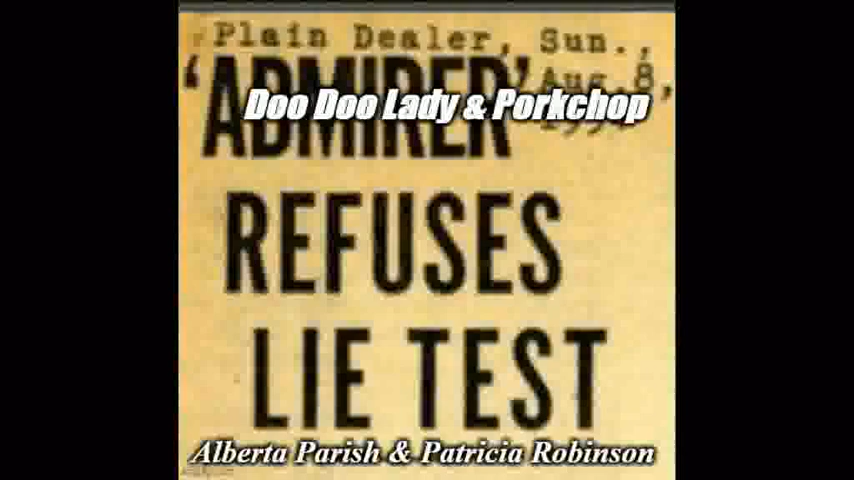 Plain Dealer, Sun.,
'ADMIRER' Aug.8,
Doo Doo Lady & Porkchop
REFUSES
LIE TEST
Alberta Parish & Patricia Robinson